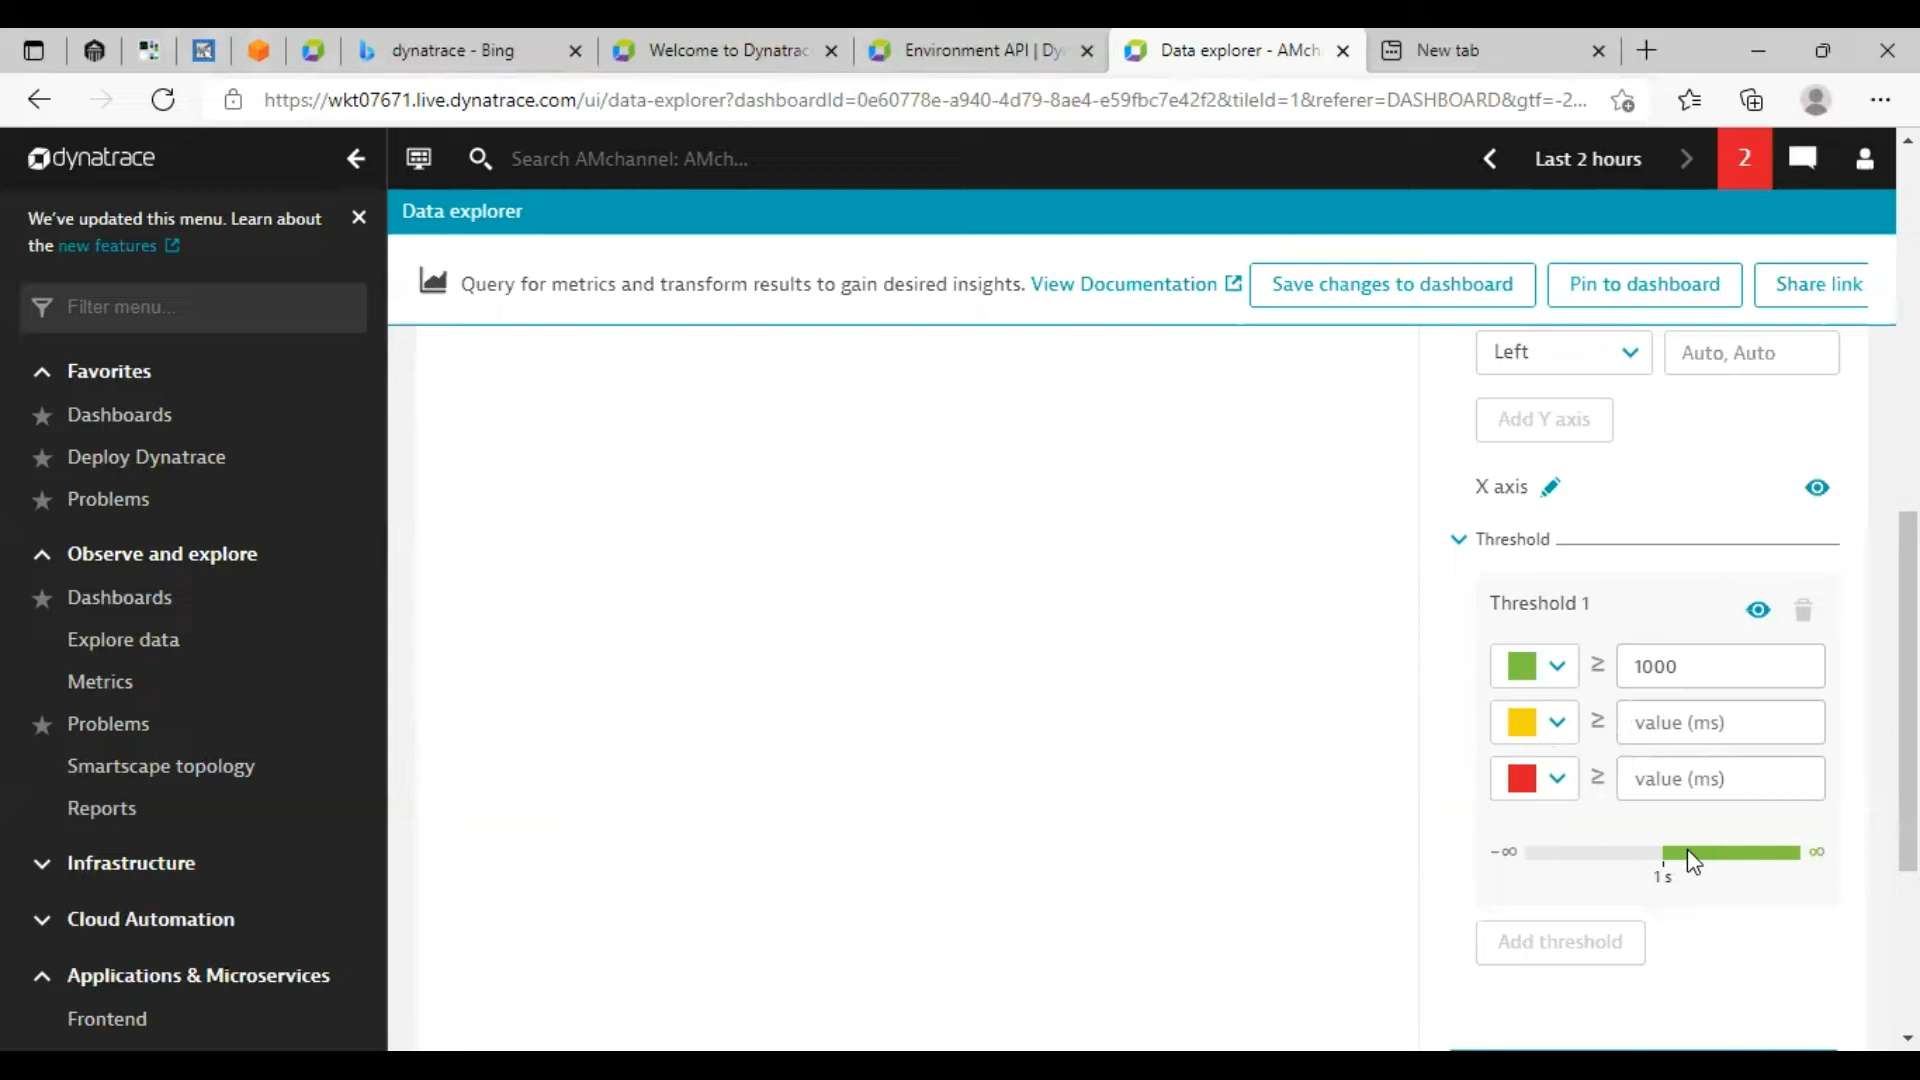 dynatrace - Bing
Welcome to Dynatrac
Environment API | Dy
Data explorer - AMch
New tab
https://wkt07671.live.dynatrace.com/ui/data-explorer?dashboardId=0e60778e-a940-4d79-8ae4-e59fbc7e42f2&tileId=1&referer=DASHBOARD&gtf=-2...
dynatrace
Search AMchannel: AMch...
Last 2 hours
2
We've updated this menu. Learn about
the new features
Filter menu...
Favorites
Dashboards
Deploy Dynatrace
Problems
Observe and explore
Dashboards
Explore data
Metrics
Problems
Smartscape topology
Reports
Infrastructure
Cloud Automation
Applications & Microservices
Frontend
Data explorer
Query for metrics and transform results to gain desired insights. View Documentation
Save changes to dashboard
Pin to dashboard
Share link
Left
Auto, Auto
Add Y axis
X axis
Threshold
Threshold 1
≥ 1000
≥ value (ms)
≥ value (ms)
-∞ ∞
1 s
Add threshold